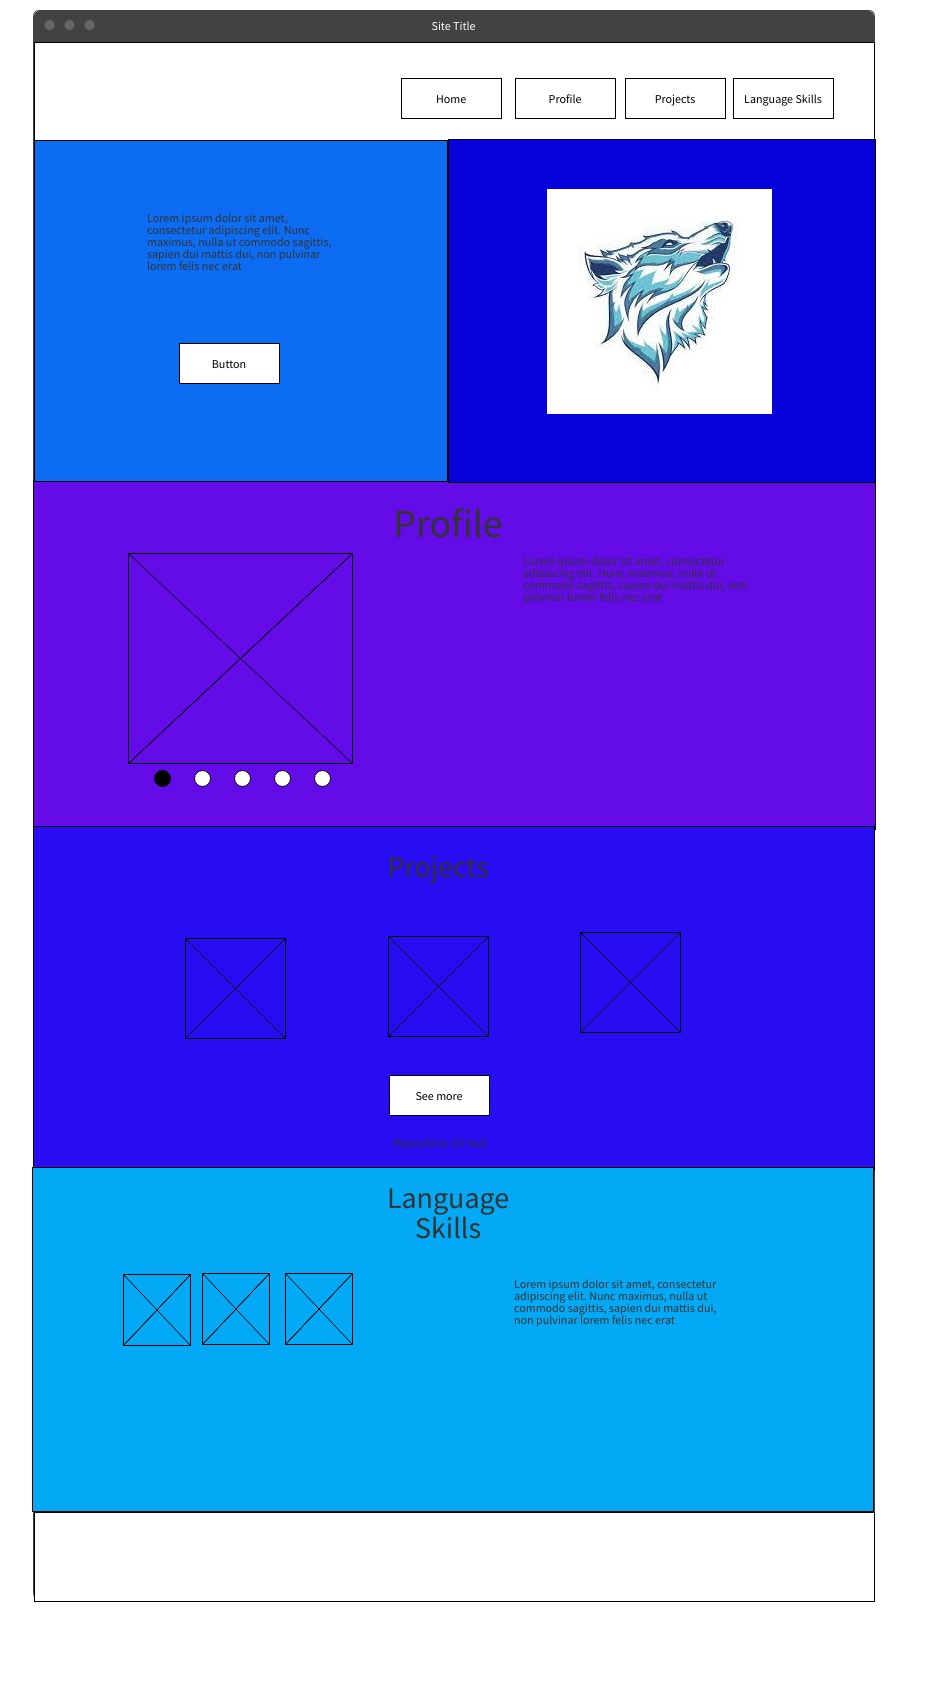 Site Title
Home
Profile
Projects
Language Skills
Lorem ipsum dolor sit amet,
consectetur adipiscing elit. Nunc
maximus, nulla ut commodo sagittis,
sapien dui mattis dui, non pulvinar
lorem felis nec erat
Button
Profile
Lorem ipsum dolor sit amet, consectetur
adipiscing elit. Nunc maximus, nulla ut
commodo sagittis, sapien dui mattis dui, non
pulvinar lorem felis nec erat
Projects
See more
Language
Skills
Lorem ipsum dolor sit amet, consectetur
adipiscing elit. Nunc maximus, nulla ut
commodo sagittis, sapien dui mattis dui,
non pulvinar lorem felis nec erat